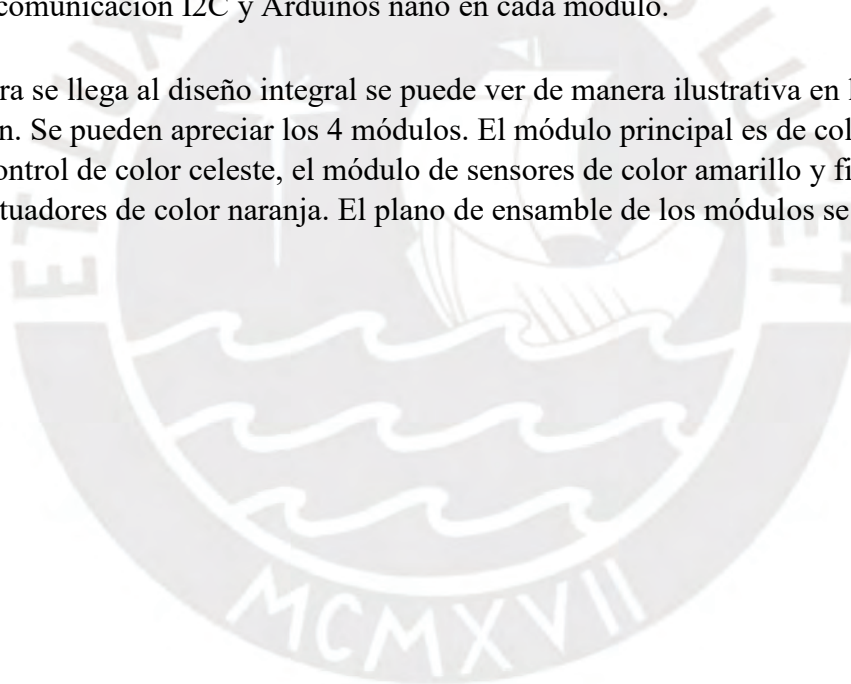 comunicación I2C y Arduinos nano en cada módulo.
ra se llega al diseño integral se puede ver de manera ilustrativa en
n. Se pueden apreciar los 4 módulos. El módulo principal es de col
ontrol de color celeste, el módulo de sensores de color amarillo y fi
tuadores de color naranja. El plano de ensamble de los módulos se
ET LUX
LUCET
MCMXVII